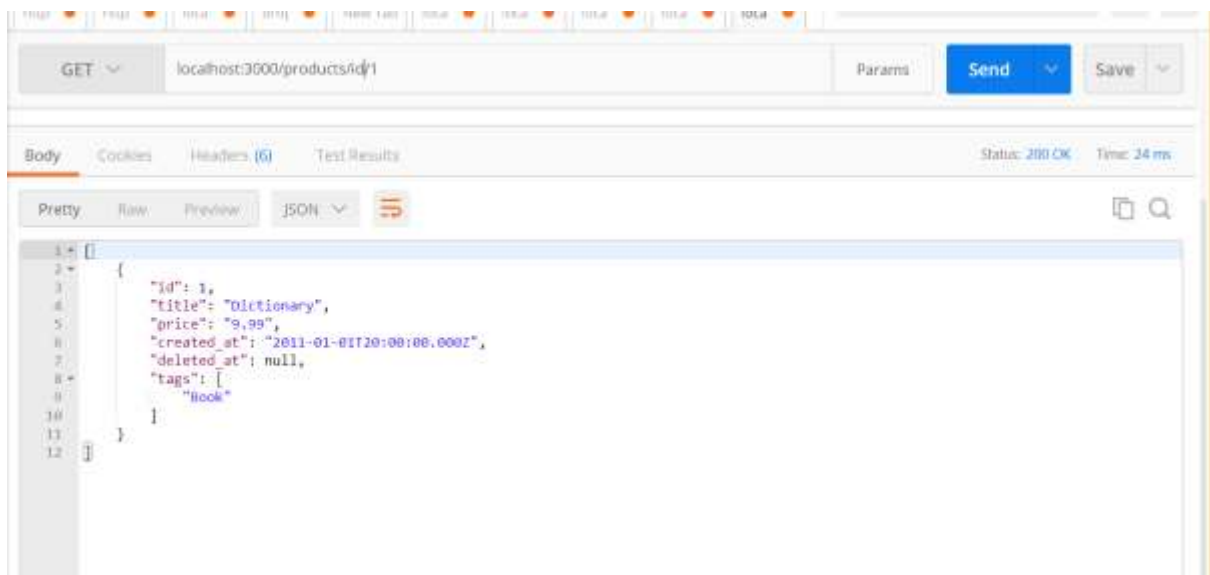 New Tab
GET localhost:3000/products/id/1 Params Send Save
Body Cookies Headers (6) Test Results Status: 200 OK Time: 24 ms
Pretty Raw Preview JSON
1 [
2 {
3 "id": 1,
4 "title": "Dictionary",
5 "price": "9.99",
6 "created_at": "2011-01-01T20:00:00.000Z",
7 "deleted_at": null,
8 "tags": [
9 "Book"
10 ]
11 }
12 ]